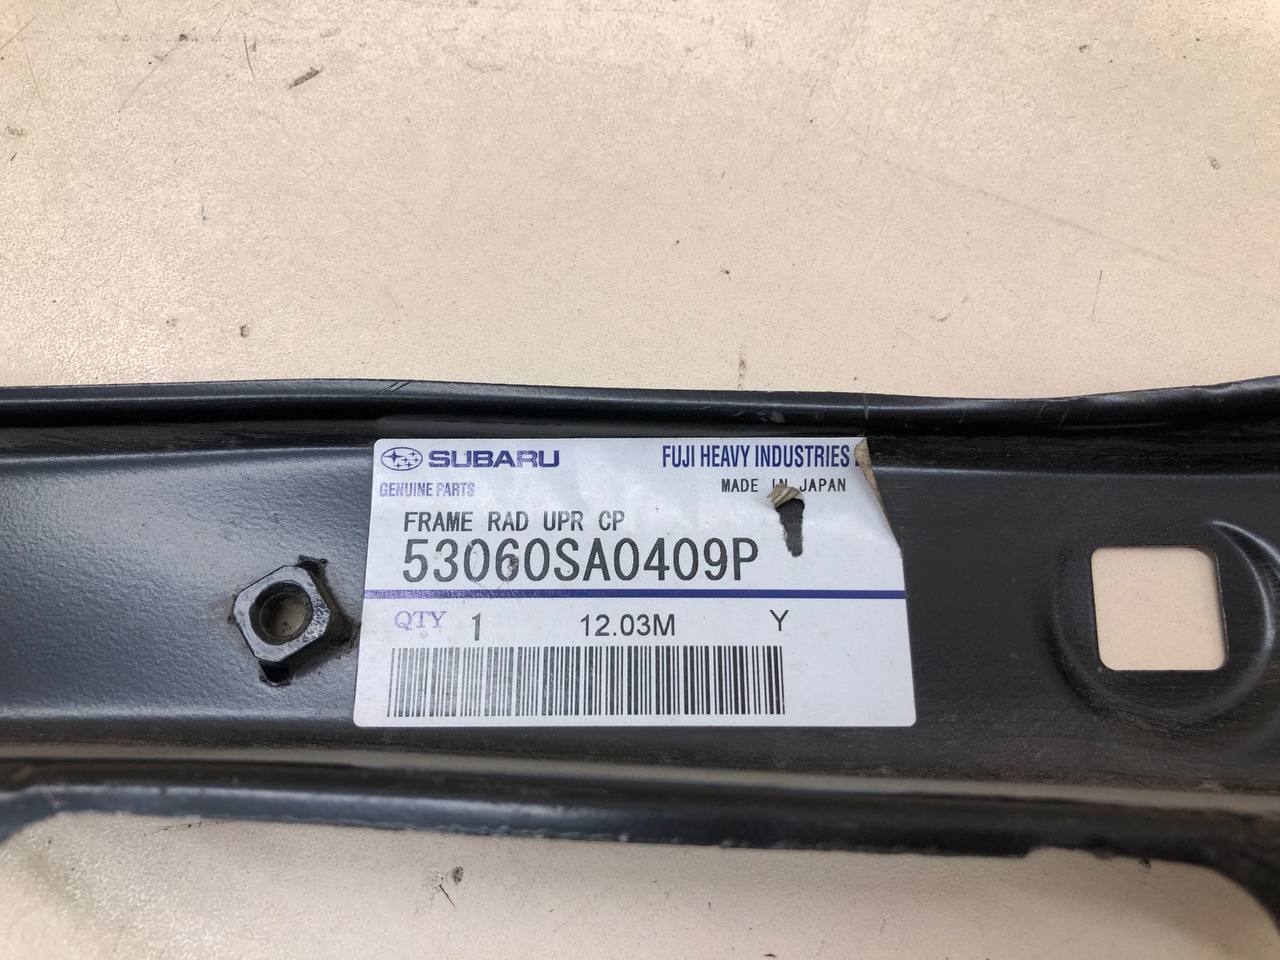 SUBARU FUJI HEAVY INDUSTRIES
GENUINE PARTS MADE IN JAPAN
FRAME RAD UPR CP
53060SA0409P
QTY 1 12.03M Y